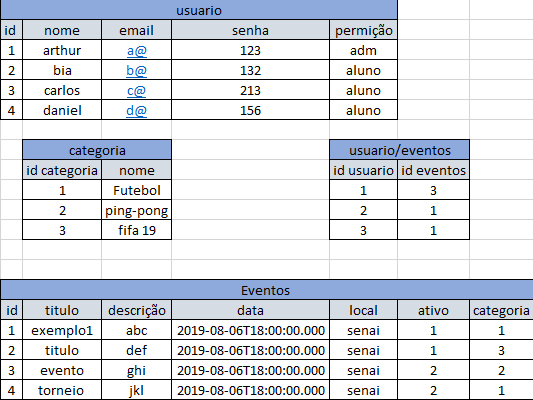 usuario
id nome email senha permição
1 arthur a@ 123 adm
2 bia b@ 132 aluno
3 carlos c@ 213 aluno
4 daniel d@ 156 aluno
categoria usuario/eventos
id categoria nome id usuario id eventos
1 Futebol 1 3
2 ping-pong 2 1
3 fifa 19 3 1
Eventos
id titulo descrição data local ativo categoria
1 exemplo1 abc 2019-08-06T18:00:00.000 senai 1 1
2 titulo def 2019-08-06T18:00:00.000 senai 1 3
3 evento ghi 2019-08-06T18:00:00.000 senai 2 2
4 torneio jkl 2019-08-06T18:00:00.000 senai 2 1